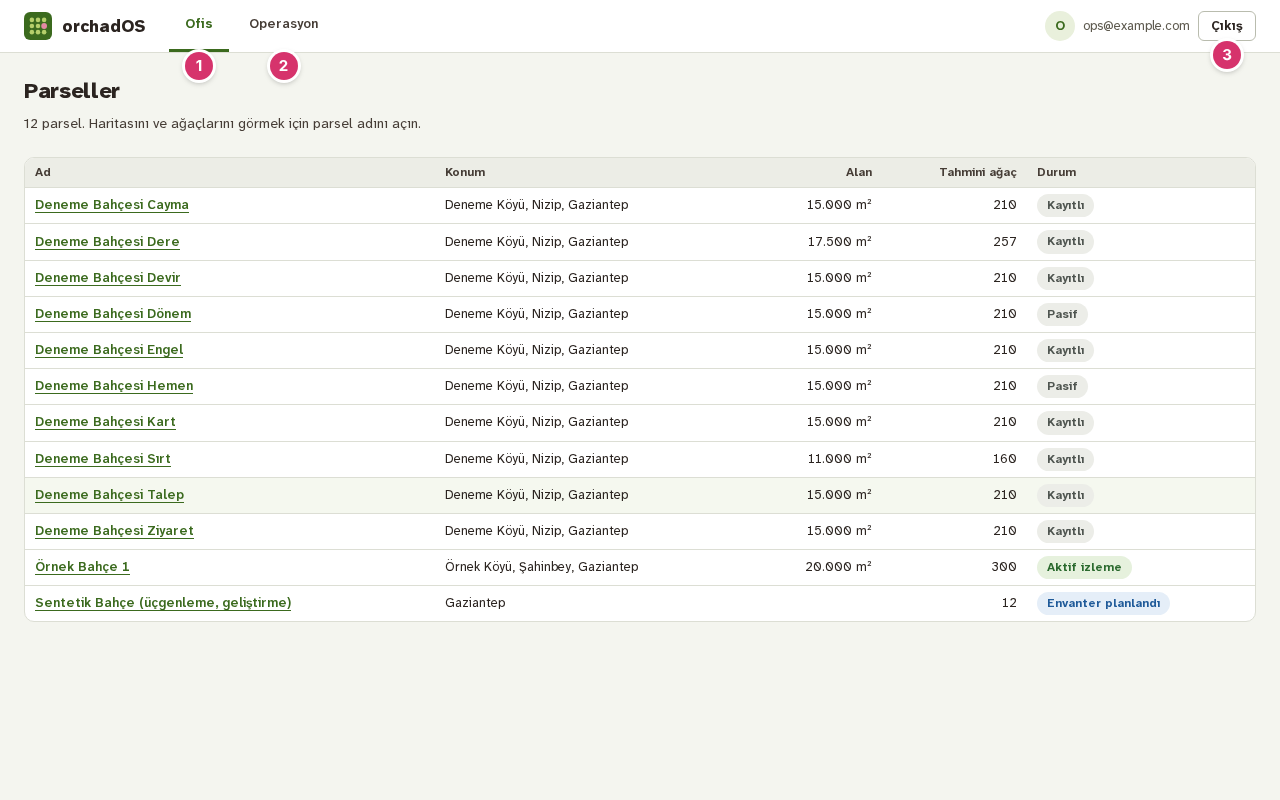 orchadOS
Ofis
Operasyon
O
ops@example.com
Çıkış
1
2
3
Parseller
12 parsel. Haritasını ve ağaçlarını görmek için parsel adını açın.
Ad Konum Alan Tahmini ağaç Durum
Deneme Bahçesi Cayma Deneme Köyü, Nizip, Gaziantep 15.000 m² 210 Kayıtlı
Deneme Bahçesi Dere Deneme Köyü, Nizip, Gaziantep 17.500 m² 257 Kayıtlı
Deneme Bahçesi Devir Deneme Köyü, Nizip, Gaziantep 15.000 m² 210 Kayıtlı
Deneme Bahçesi Dönem Deneme Köyü, Nizip, Gaziantep 15.000 m² 210 Pasif
Deneme Bahçesi Engel Deneme Köyü, Nizip, Gaziantep 15.000 m² 210 Kayıtlı
Deneme Bahçesi Hemen Deneme Köyü, Nizip, Gaziantep 15.000 m² 210 Pasif
Deneme Bahçesi Kart Deneme Köyü, Nizip, Gaziantep 15.000 m² 210 Kayıtlı
Deneme Bahçesi Sırt Deneme Köyü, Nizip, Gaziantep 11.000 m² 160 Kayıtlı
Deneme Bahçesi Talep Deneme Köyü, Nizip, Gaziantep 15.000 m² 210 Kayıtlı
Deneme Bahçesi Ziyaret Deneme Köyü, Nizip, Gaziantep 15.000 m² 210 Kayıtlı
Örnek Bahçe 1 Örnek Köyü, Şahinbey, Gaziantep 20.000 m² 300 Aktif izleme
Sentetik Bahçe (üçgenleme, geliştirme) Gaziantep 12 Envanter planlandı